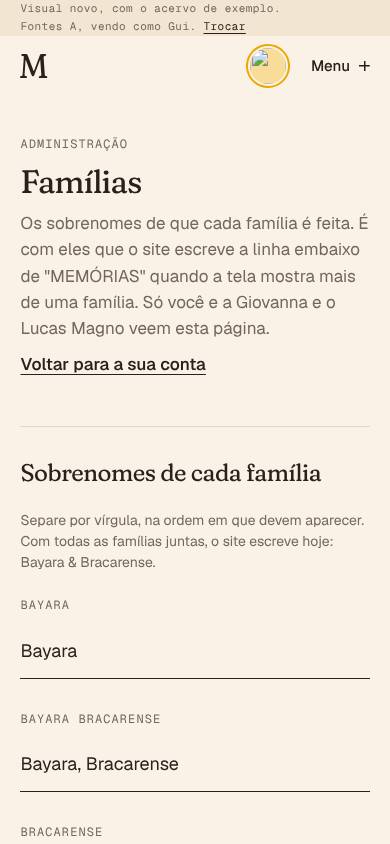 Visual novo, com o acervo de exemplo.
Fontes A, vendo como Gui. Trocar
M
Menu +
ADMINISTRAÇÃO
Famílias
Os sobrenomes de que cada família é feita. É
com eles que o site escreve a linha embaixo
de "MEMÓRIAS" quando a tela mostra mais
de uma família. Só você e a Giovanna e o
Lucas Magno veem esta página.
Voltar para a sua conta
Sobrenomes de cada família
Separe por vírgula, na ordem em que devem aparecer.
Com todas as famílias juntas, o site escreve hoje:
Bayara & Bracarense.
BAYARA
Bayara
BAYARA BRACARENSE
Bayara, Bracarense
BRACARENSE